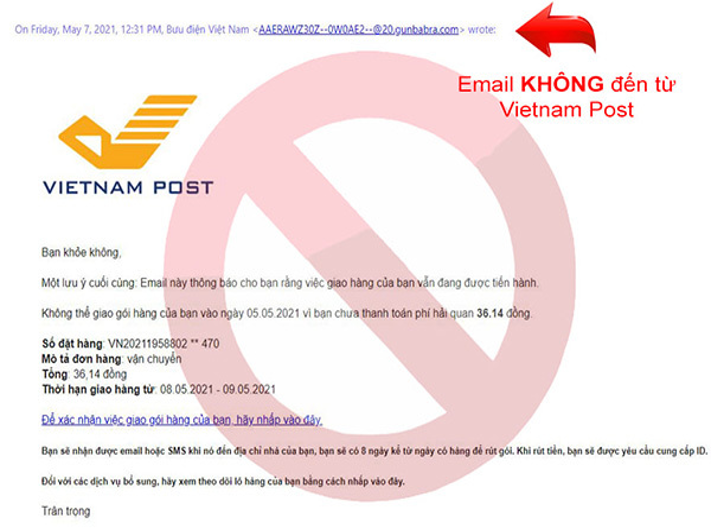 On Friday, May 7, 2021, 12:31 PM, Bưu điện Việt Nam <AAERAWZ30Z--0W0AE2--@20.gunbabra.com> wrote:
Email KHÔNG đến từ
Vietnam Post
VIETNAM POST
Bạn khỏe không,
Một lưu ý cuối cùng: Email này thông báo cho bạn rằng việc giao hàng của bạn vẫn đang được tiến hành.
Không thể giao gói hàng của bạn vào ngày 05.05.2021 vì bạn chưa thanh toán phí hải quan 36.14 đồng.
Số đặt hàng: VN20211958802 ** 470
Mô tả đơn hàng: vận chuyển
Tổng: 36,14 đồng
Thời hạn giao hàng từ: 08.05.2021 - 09.05.2021
Để xác nhận việc giao gói hàng của bạn, hãy nhấp vào đây.
Bạn sẽ nhận được email hoặc SMS khi nó đến địa chỉ nhà của bạn, bạn sẽ có 8 ngày kể từ ngày có hàng để rút gói. Khi rút tiền, bạn sẽ được yêu cầu cung cấp ID.
Đối với các dịch vụ bổ sung, hãy xem theo dõi lô hàng của bạn bằng cách nhấp vào đây.
Trân trọng